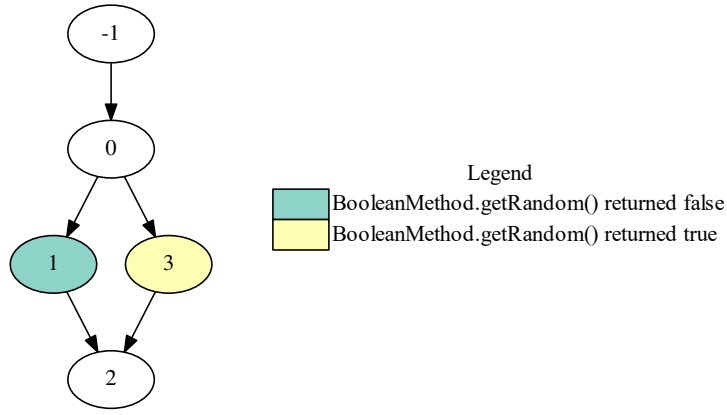 -1
0
1
3
2
Legend
BooleanMethod.getRandom() returned false
BooleanMethod.getRandom() returned true